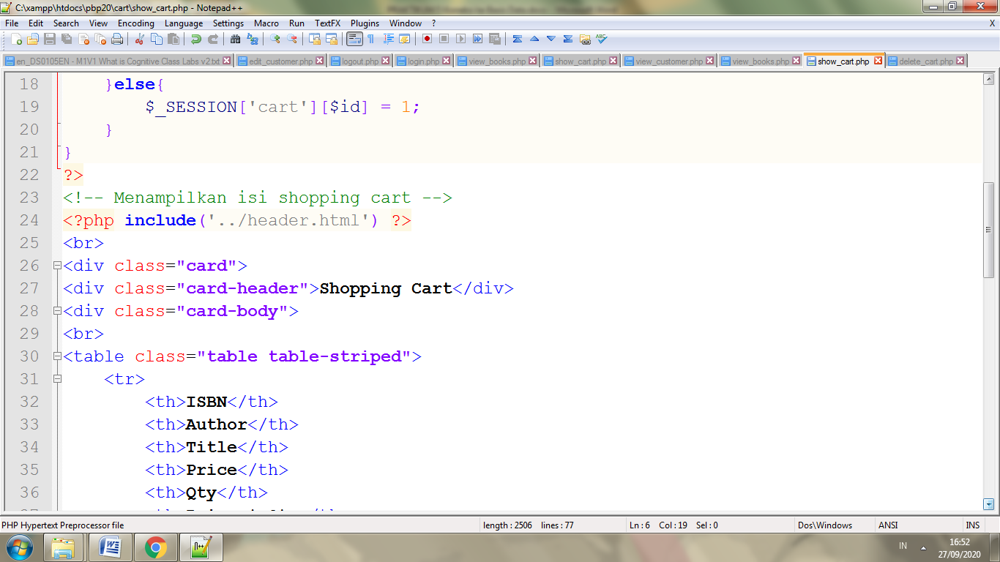 C:\xampp\htdocs\pbp20\cart\show_cart.php - Notepad++
File Edit Search View Encoding Language Settings Macro Run TextFX Plugins Window ? X
en_DS0105EN - M1V1 What is Cognitive Class Labs v2.txt edit_customer.php logout.php login.php view_books.php show_cart.php view_customer.php view_books.php show_cart.php delete_cart.php
18 }else{
19 $_SESSION['cart'][$id] = 1;
20 }
21 }
22 ?>
23 <!-- Menampilkan isi shopping cart -->
24 <?php include('../header.html') ?>
25 <br>
26 <div class="card">
27 <div class="card-header">Shopping Cart</div>
28 <div class="card-body">
29 <br>
30 <table class="table table-striped">
31 <tr>
32 <th>ISBN</th>
33 <th>Author</th>
34 <th>Title</th>
35 <th>Price</th>
36 <th>Qty</th>
PHP Hypertext Preprocessor file length : 2506 lines : 77 Ln : 6 Col : 19 Sel : 0 Dos\Windows ANSI INS
IN 16:52
27/09/2020